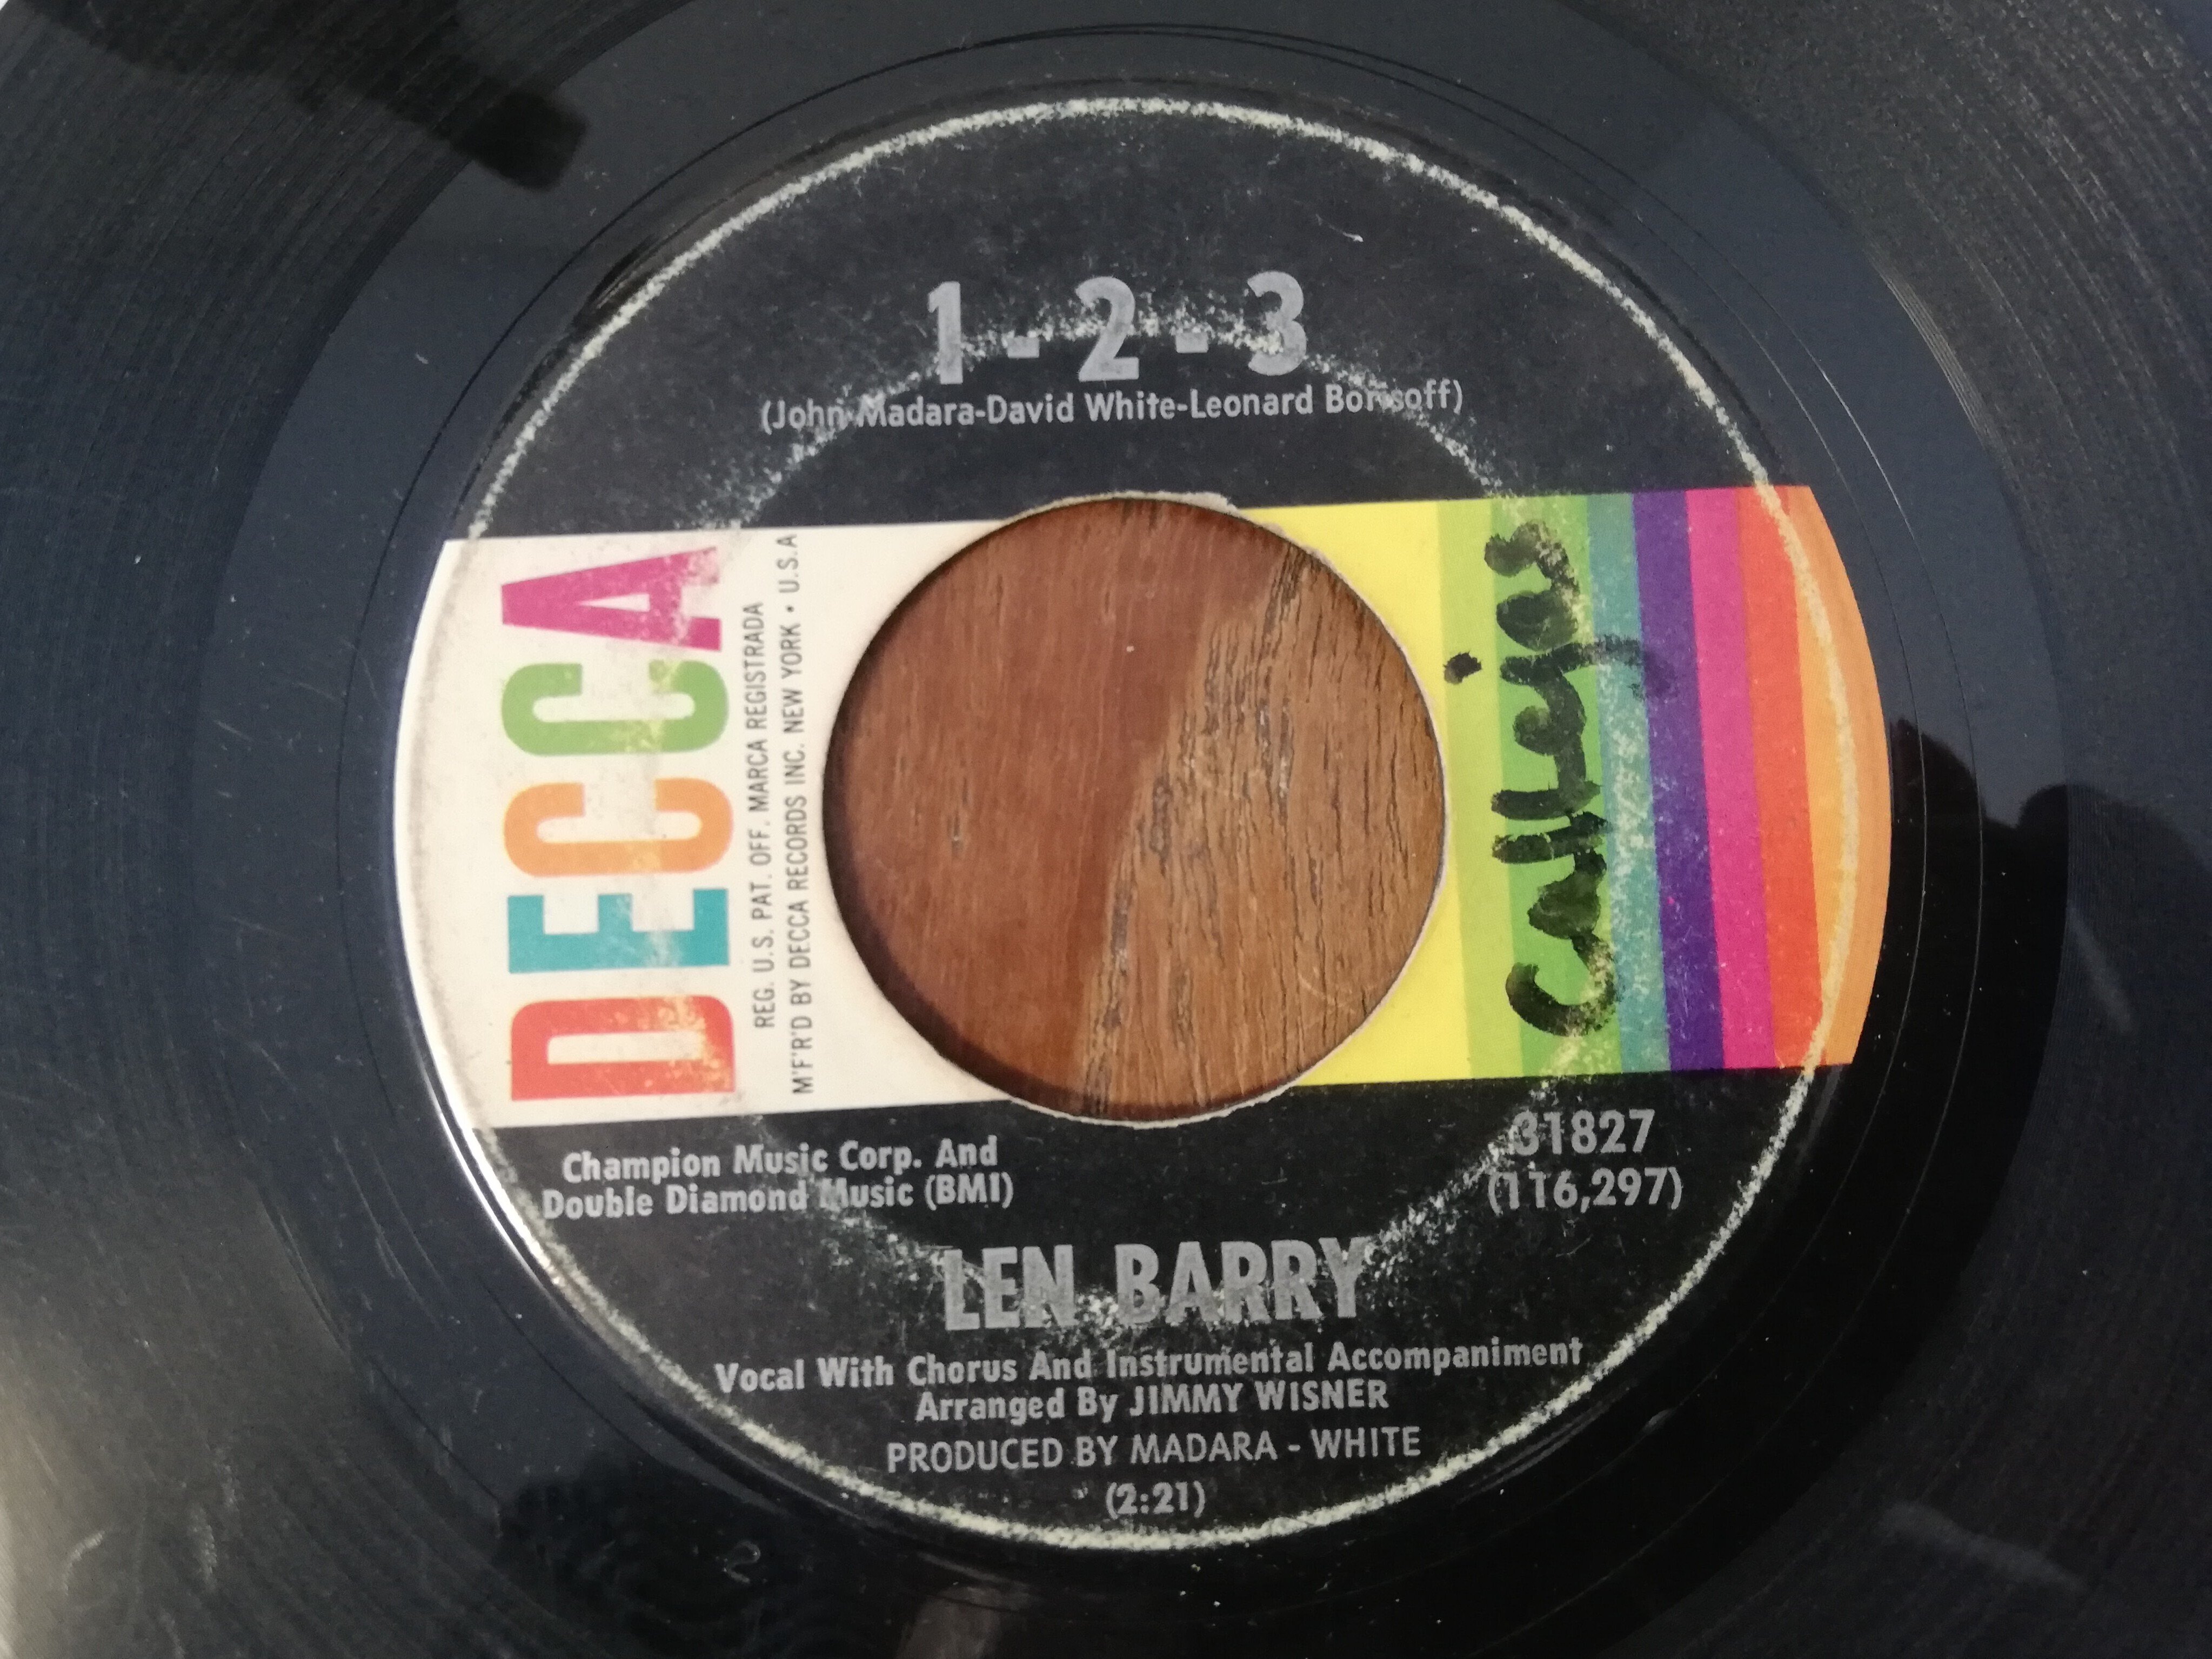 1-2-3
(John Madara-David White-Leonard Borisoff)
DECCA
REG. U.S. PAT. OFF. MARCA REGISTRADA
M'F'R'D BY DECCA RECORDS INC. NEW YORK • U.S.A
Callejas
Champion Music Corp. And
Double Diamond Music (BMI)
31827
(116,297)
LEN BARRY
Vocal With Chorus And Instrumental Accompaniment
Arranged By JIMMY WISNER
PRODUCED BY MADARA - WHITE
(2:21)
2